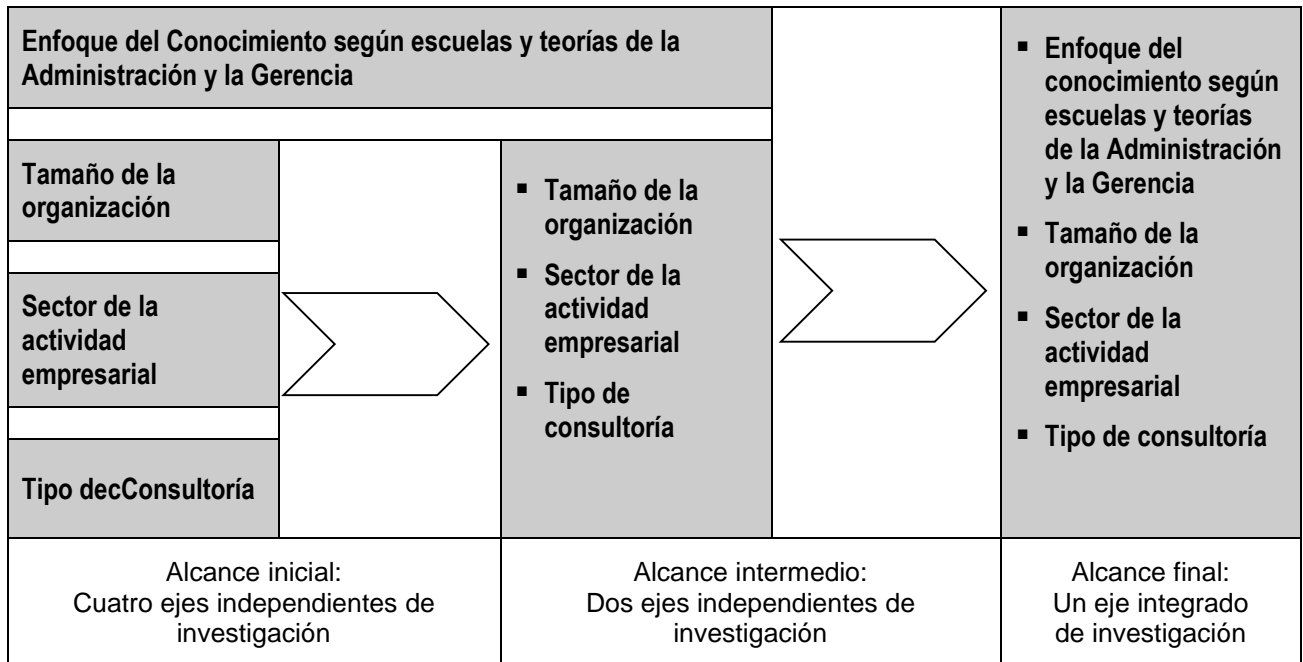 Enfoque del Conocimiento según escuelas y teorías de la
Administración y la Gerencia
Tamaño de la
organización
Sector de la
actividad
empresarial
Tipo decConsultoría
▪ Tamaño de la
organización
▪ Sector de la
actividad
empresarial
▪ Tipo de
consultoría
▪ Enfoque del
conocimiento según
escuelas y teorías
de la Administración
y la Gerencia
▪ Tamaño de la
organización
▪ Sector de la
actividad
empresarial
▪ Tipo de consultoría
Alcance inicial:
Cuatro ejes independientes de
investigación
Alcance intermedio:
Dos ejes independientes de
investigación
Alcance final:
Un eje integrado
de investigación